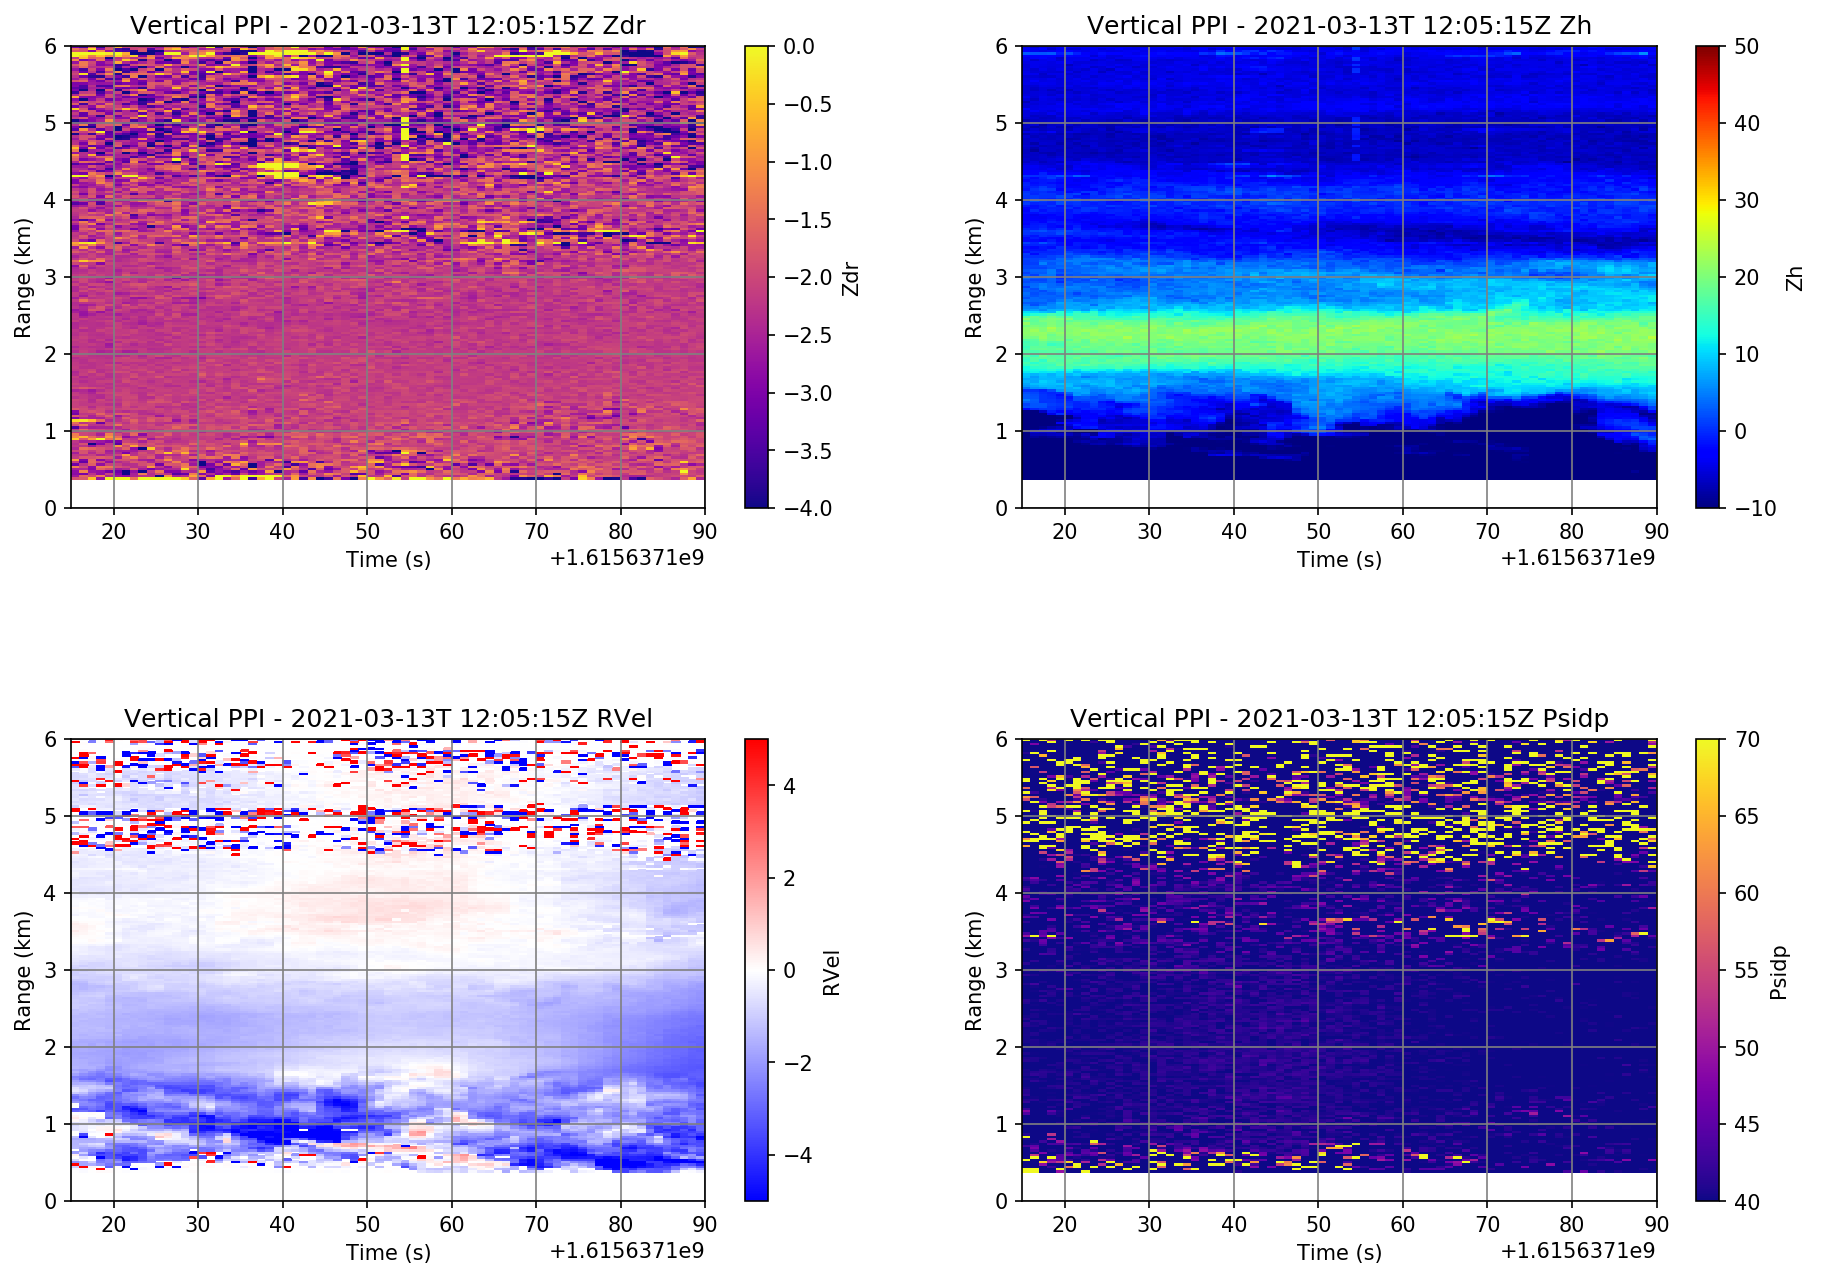 Vertical PPI - 2021-03-13T 12:05:15Z Zdr
6
5
4
3
2
1
0
Range (km)
20 30 40 50 60 70 80 90
Time (s)
+1.6156371e9
0.0
−0.5
−1.0
−1.5
−2.0
−2.5
−3.0
−3.5
−4.0
Zdr
Vertical PPI - 2021-03-13T 12:05:15Z Zh
6
5
4
3
2
1
0
Range (km)
20 30 40 50 60 70 80 90
Time (s)
+1.6156371e9
50
40
30
20
10
0
−10
Zh
Vertical PPI - 2021-03-13T 12:05:15Z RVel
6
5
4
3
2
1
0
Range (km)
20 30 40 50 60 70 80 90
Time (s)
+1.6156371e9
4
2
0
−2
−4
RVel
Vertical PPI - 2021-03-13T 12:05:15Z Psidp
6
5
4
3
2
1
0
Range (km)
20 30 40 50 60 70 80 90
Time (s)
+1.6156371e9
70
65
60
55
50
45
40
Psidp